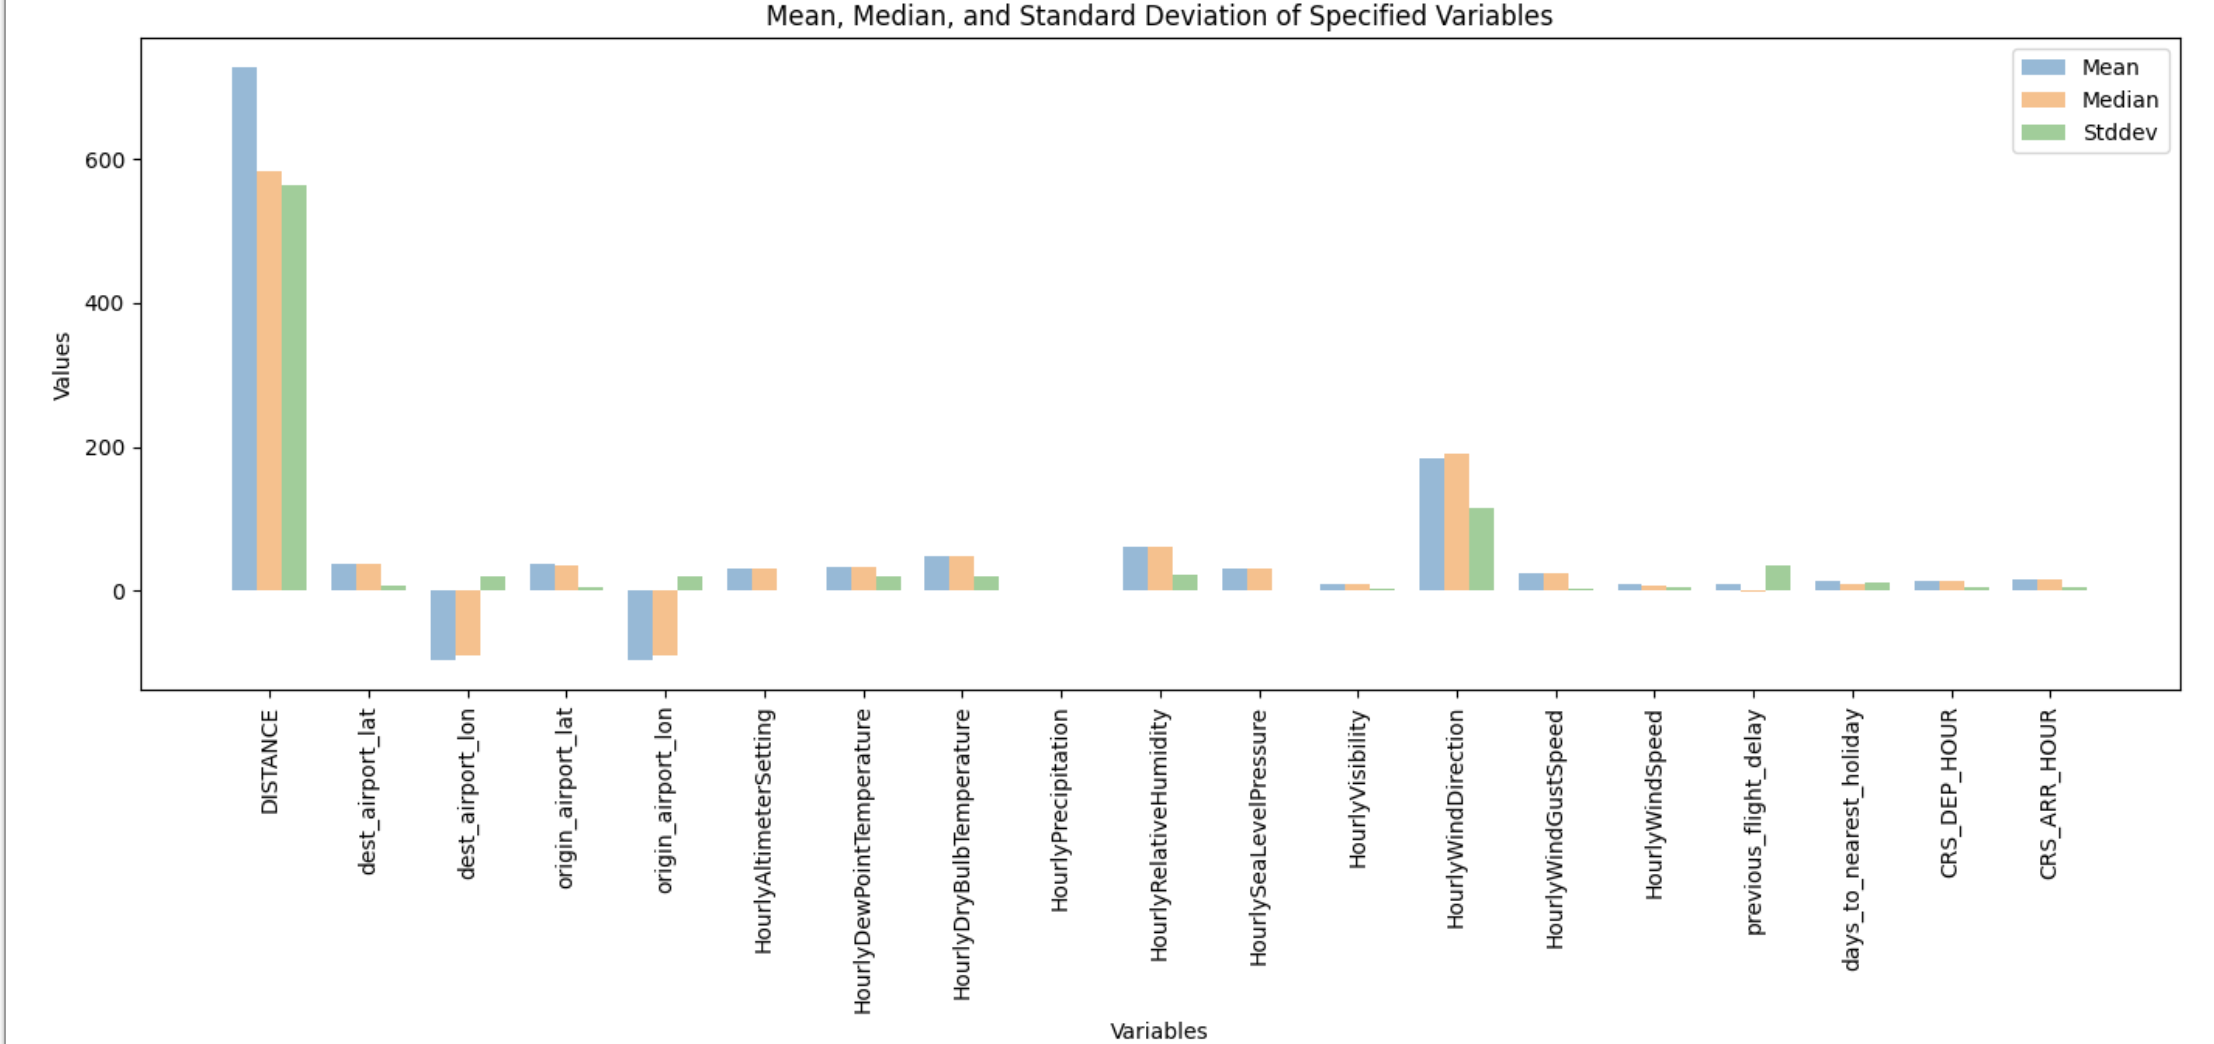 Mean, Median, and Standard Deviation of Specified Variables
Mean
Median
Stddev
600
400
200
0
Values
DISTANCE
dest_airport_lat
dest_airport_lon
origin_airport_lat
origin_airport_lon
HourlyAltimeterSetting
HourlyDewPointTemperature
HourlyDryBulbTemperature
HourlyPrecipitation
HourlyRelativeHumidity
HourlySeaLevelPressure
HourlyVisibility
HourlyWindDirection
HourlyWindGustSpeed
HourlyWindSpeed
previous_flight_delay
days_to_nearest_holiday
CRS_DEP_HOUR
CRS_ARR_HOUR
Variables